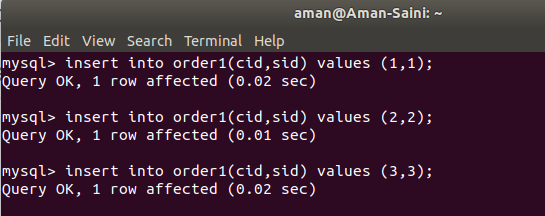 aman@Aman-Saini: ~
File Edit View Search Terminal Help
mysql> insert into order1(cid,sid) values (1,1);
Query OK, 1 row affected (0.02 sec)
mysql> insert into order1(cid,sid) values (2,2);
Query OK, 1 row affected (0.01 sec)
mysql> insert into order1(cid,sid) values (3,3);
Query OK, 1 row affected (0.02 sec)